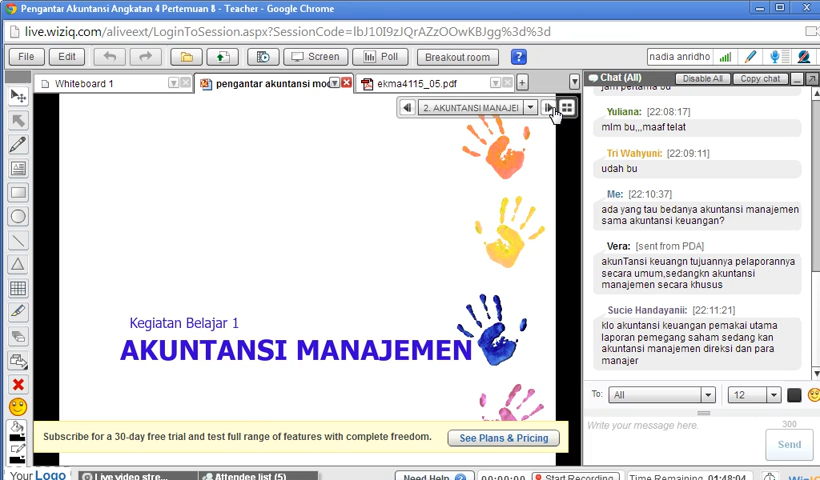 Pengantar Akuntansi Angkatan 4 Pertemuan 8 - Teacher - Google Chrome
live.wiziq.com/aliveext/LoginToSession.aspx?SessionCode=IbJ10I9zJQrAZzOOwKBJgg%3d%3d
File Edit Screen Poll Breakout room ? nadia anridho
Whiteboard 1 pengantar akuntansi mod ekma4115_05.pdf +
2. AKUNTANSI MANAJEI
Kegiatan Belajar 1
AKUNTANSI MANAJEMEN
Subscribe for a 30-day free trial and test full range of features with complete freedom. See Plans & Pricing
Chat (All) Disable All Copy chat
jam pertama bu
Yuliana: [22:08:17]
mlm bu,,,maaf telat
Tri Wahyuni: [22:09:11]
udah bu
Me: [22:10:37]
ada yang tau bedanya akuntansi manajemen
sama akuntansi keuangan?
Vera: [sent from PDA]
akunTansi keuangn tujuannya pelaporannya
secara umum,sedangkn akuntansi
manajemen secara khusus
Sucie Handayanii: [22:11:21]
klo akuntansi keuangan pemakai utama
laporan pemegang saham sedang kan
akuntansi manajemen direksi dan para
manajer
To: All 12
Write your message here. 300
Send
Your Logo Live video stre... Attendee list (5) Need Help ? 00:00:00 Start Recording Time Remaining 01:48:04